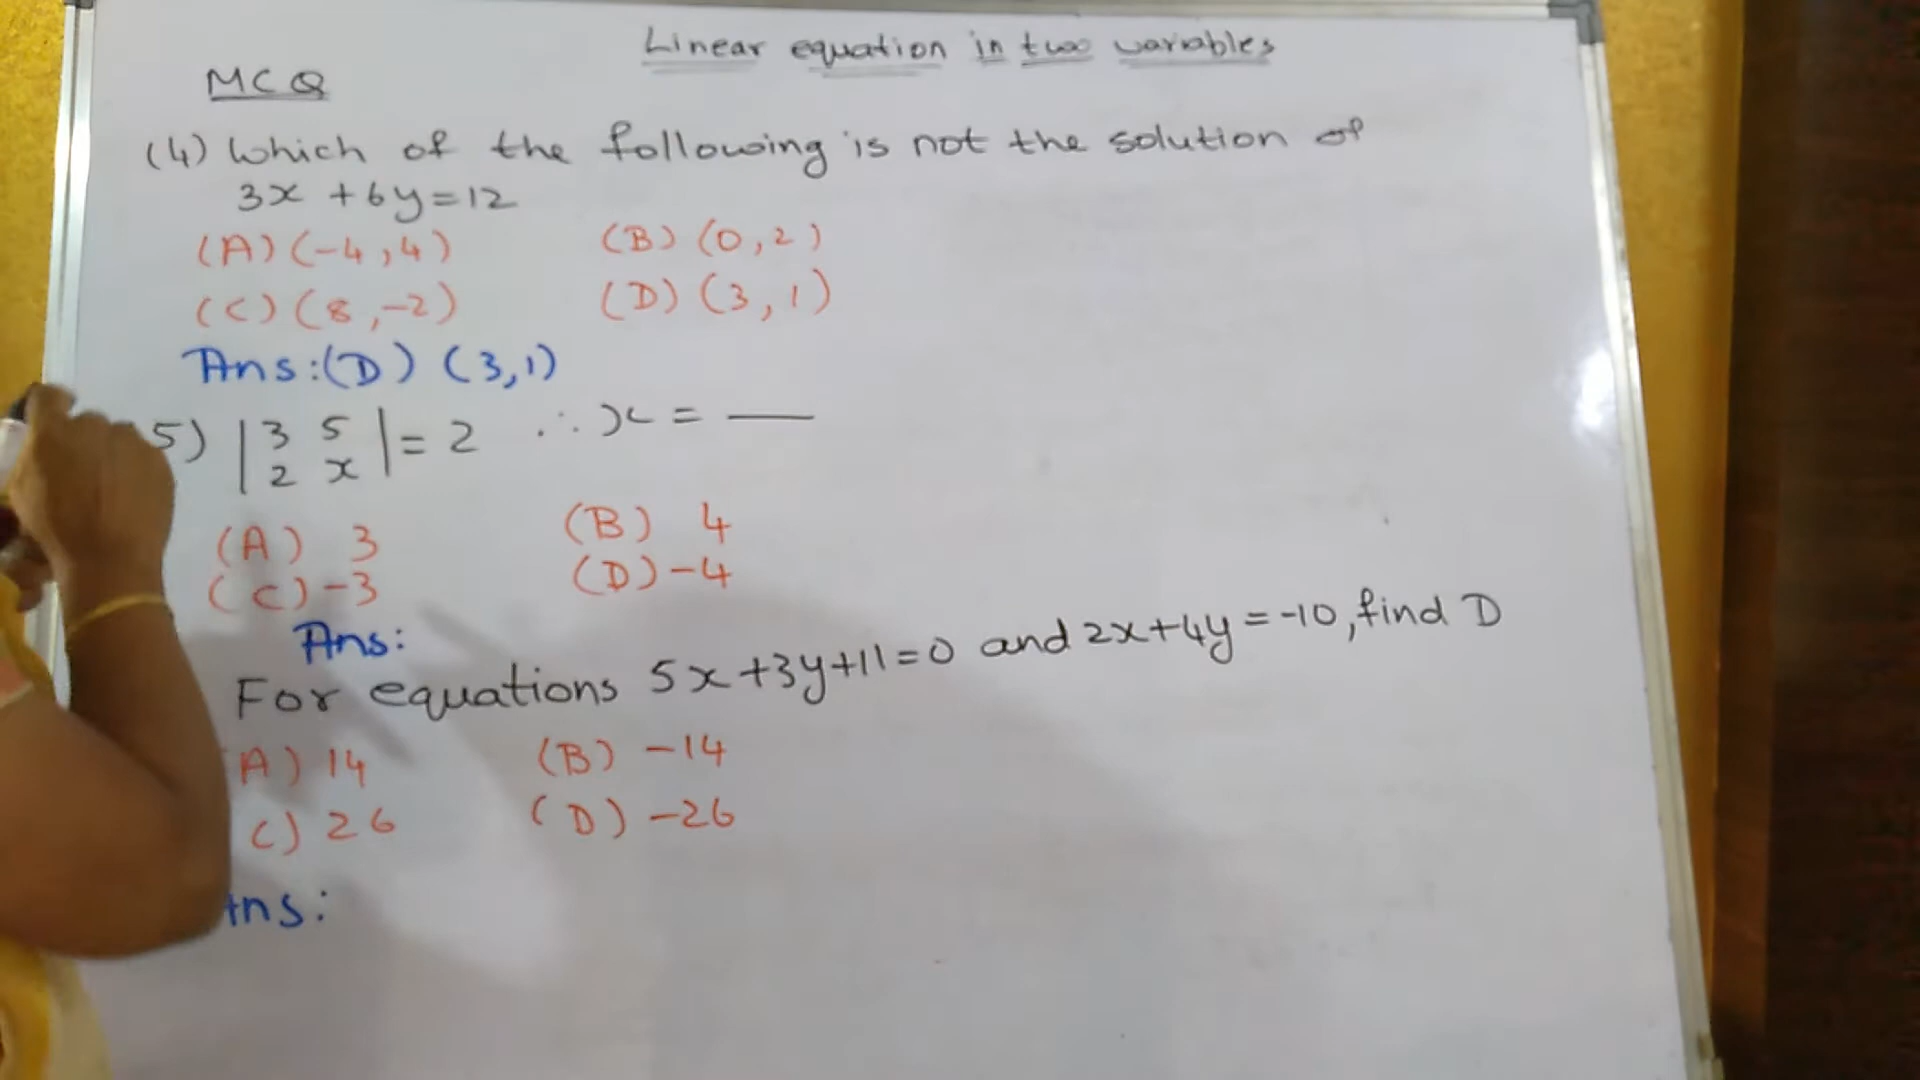 Linear equation in two variables
MCQ
(4) Which of the following is not the solution of
3x + 6y = 12
(A) (-4, 4) (B) (0, 2)
(C) (8, -2) (D) (3, 1)
Ans: (D) (3, 1)
5) |3 5| = 2 ∴ x = ___
|2 x|
(A) 3 (B) 4
(C) -3 (D) -4
Ans:
For equations 5x + 3y + 11 = 0 and 2x + 4y = -10, find D
A) 14 (B) -14
C) 26 (D) -26
Ans: